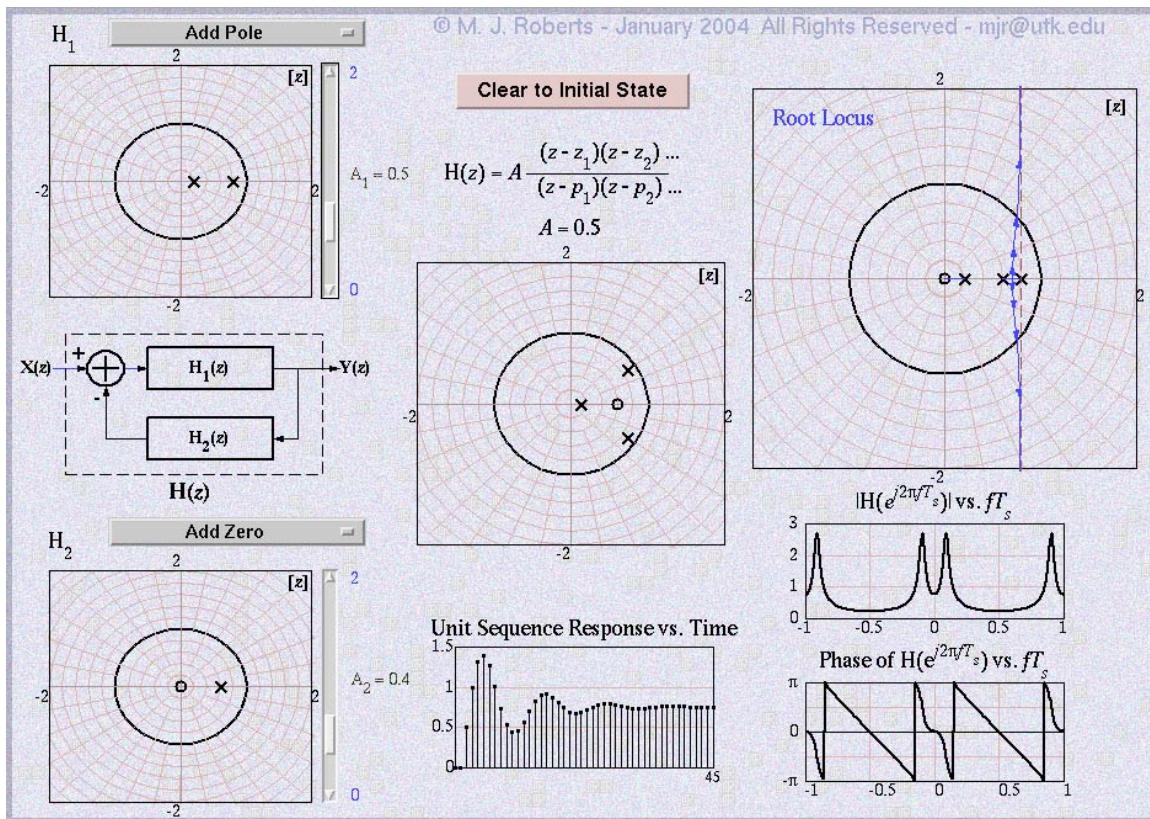 © M. J. Roberts - January 2004 All Rights Reserved - mjr@utk.edu
H1
Add Pole
2
[z]
-2
2
-2
2
A1 = 0.5
0
Clear to Initial State
H(z) = A (z - z1)(z - z2) ... / (z - p1)(z - p2) ...
A = 0.5
2
[z]
-2
2
-2
2
Root Locus
[z]
-2
2
-2
X(z)
+
-
H1(z)
H2(z)
Y(z)
H(z)
H2
Add Zero
2
[z]
-2
2
-2
2
A2 = 0.4
0
Unit Sequence Response vs. Time
1.5
1
0.5
0
45
|H(e^j2πfTs)| vs. fTs
3
2
1
0
-1
-0.5
0
0.5
1
Phase of H(e^j2πfTs) vs. fTs
π
0
-π
-1
-0.5
0
0.5
1